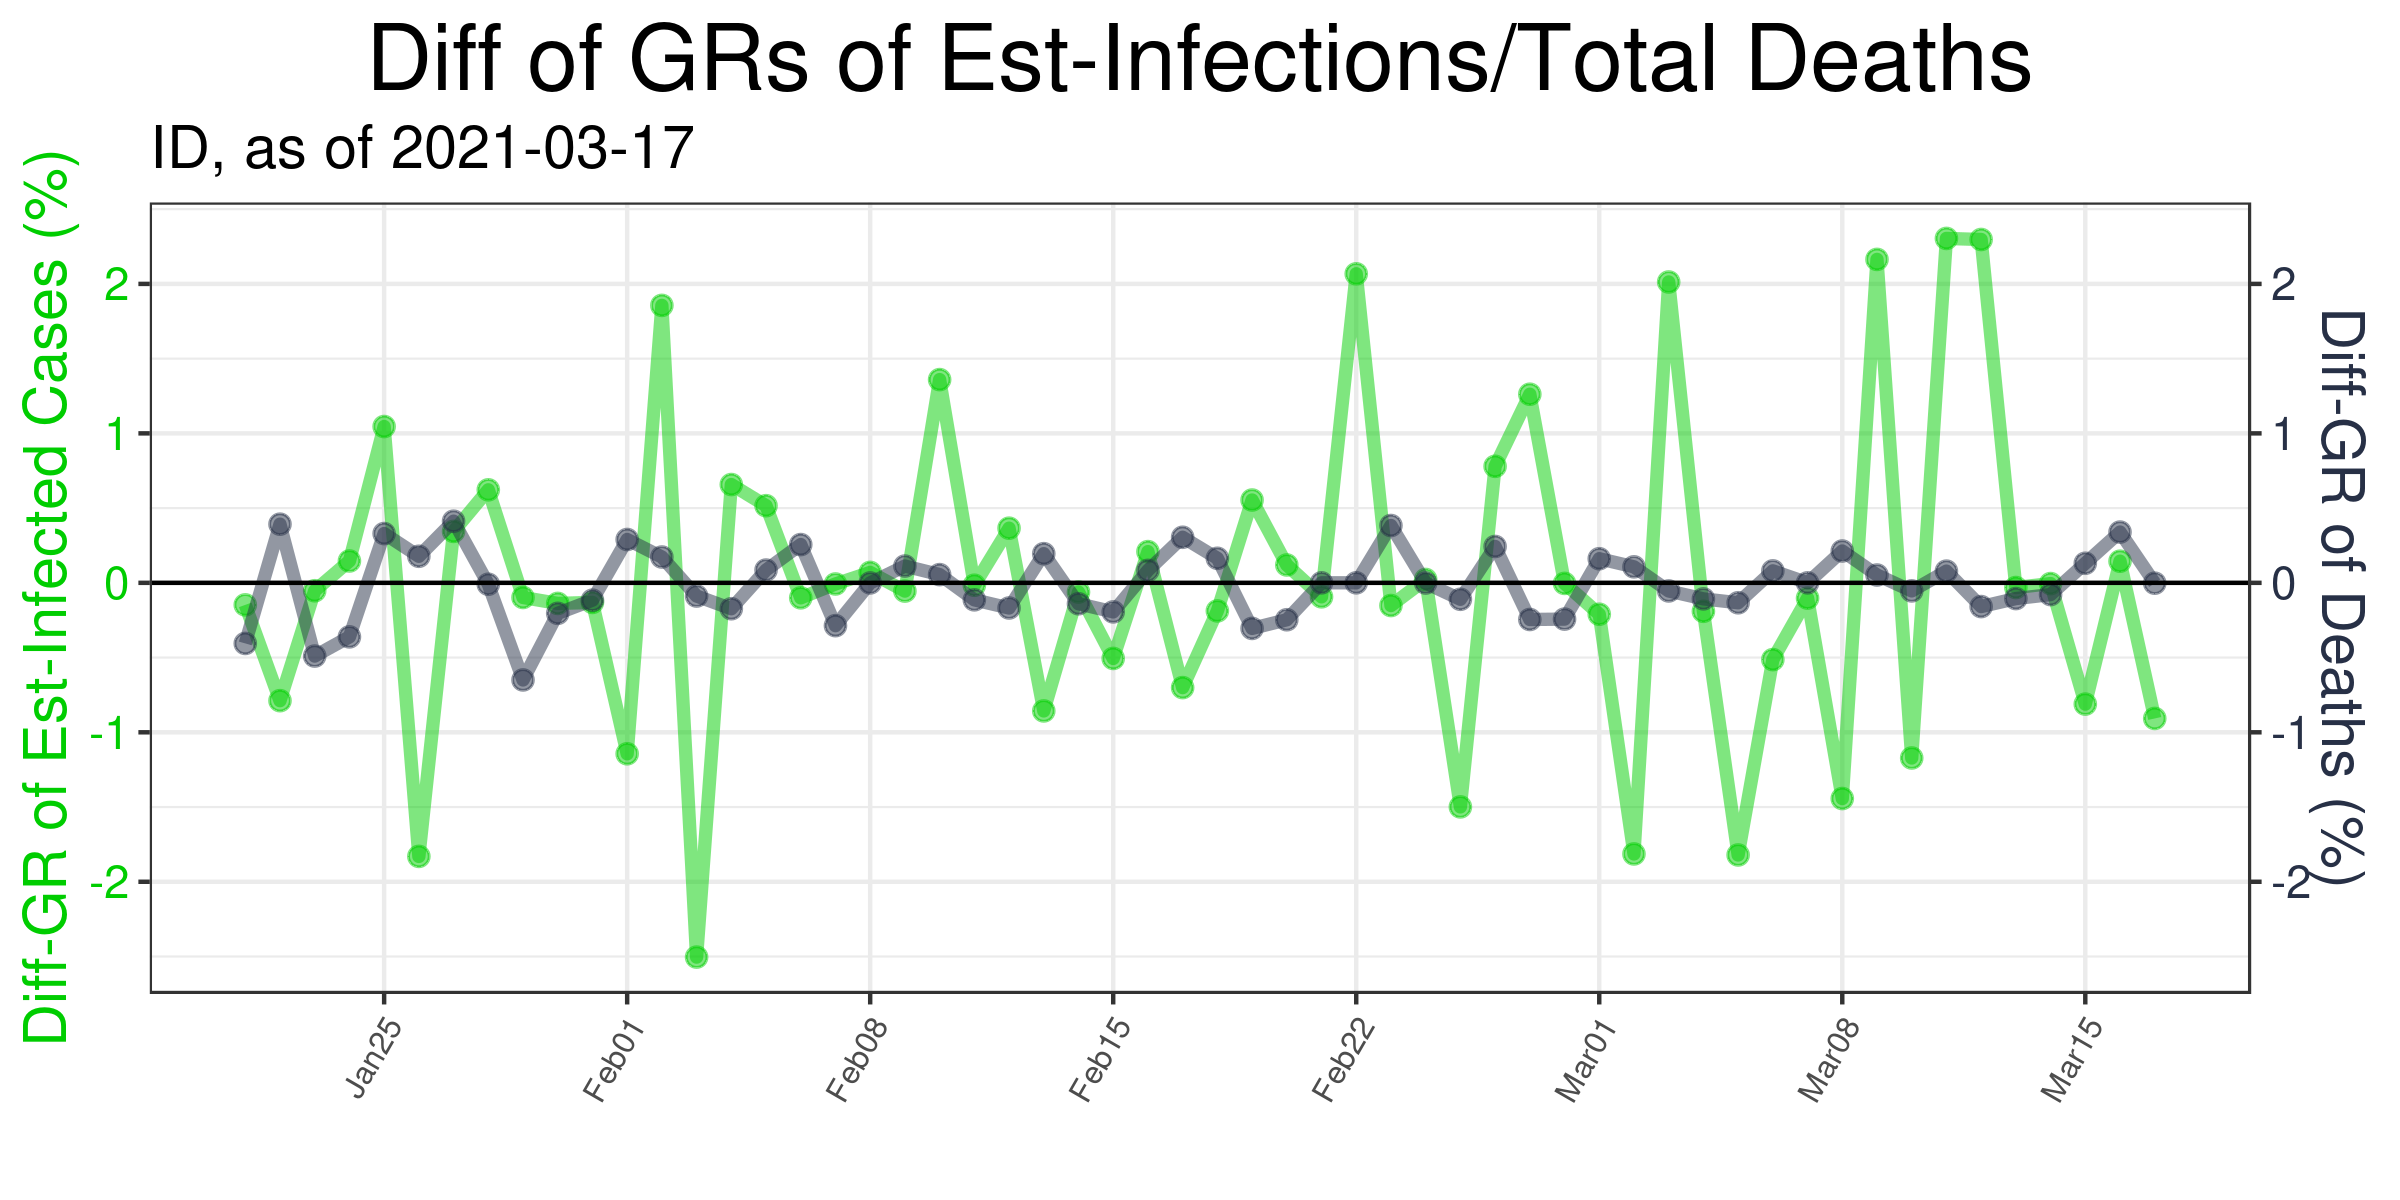 Diff of GRs of Est-Infections/Total Deaths
ID, as of 2021-03-17
Diff-GR of Est-Infected Cases (%)
2
1
0
-1
-2
2
1
0
-1
-2
Diff-GR of Deaths (%)
Jan25
Feb01
Feb08
Feb15
Feb22
Mar01
Mar08
Mar15